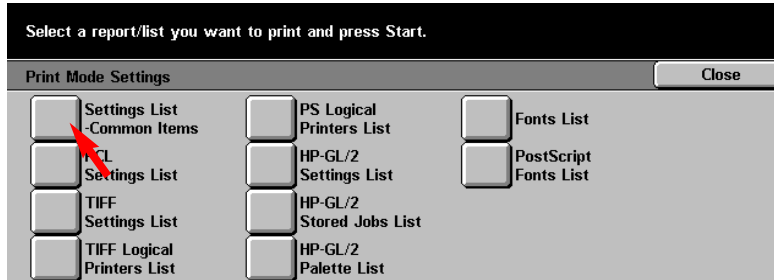 Select a report/list you want to print and press Start.
Print Mode Settings
Close
Settings List
-Common Items
PS Logical
Printers List
Fonts List
PCL
Settings List
HP-GL/2
Settings List
PostScript
Fonts List
TIFF
Settings List
HP-GL/2
Stored Jobs List
TIFF Logical
Printers List
HP-GL/2
Palette List